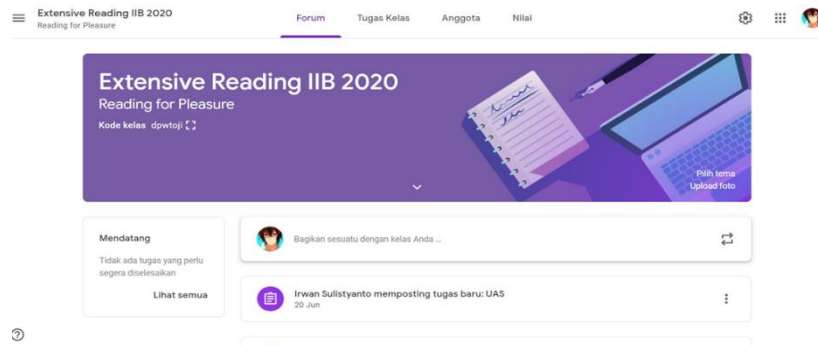 Extensive Reading IIB 2020
Reading for Pleasure
Forum Tugas Kelas Anggota Nilai
Extensive Reading IIB 2020
Reading for Pleasure
Kode kelas dpwtoji
Pilih tema
Upload foto
Mendatang
Tidak ada tugas yang perlu
segera diselesaikan
Lihat semua
Bagikan sesuatu dengan kelas Anda ...
Irwan Sulistyanto memposting tugas baru: UAS
20 Jun